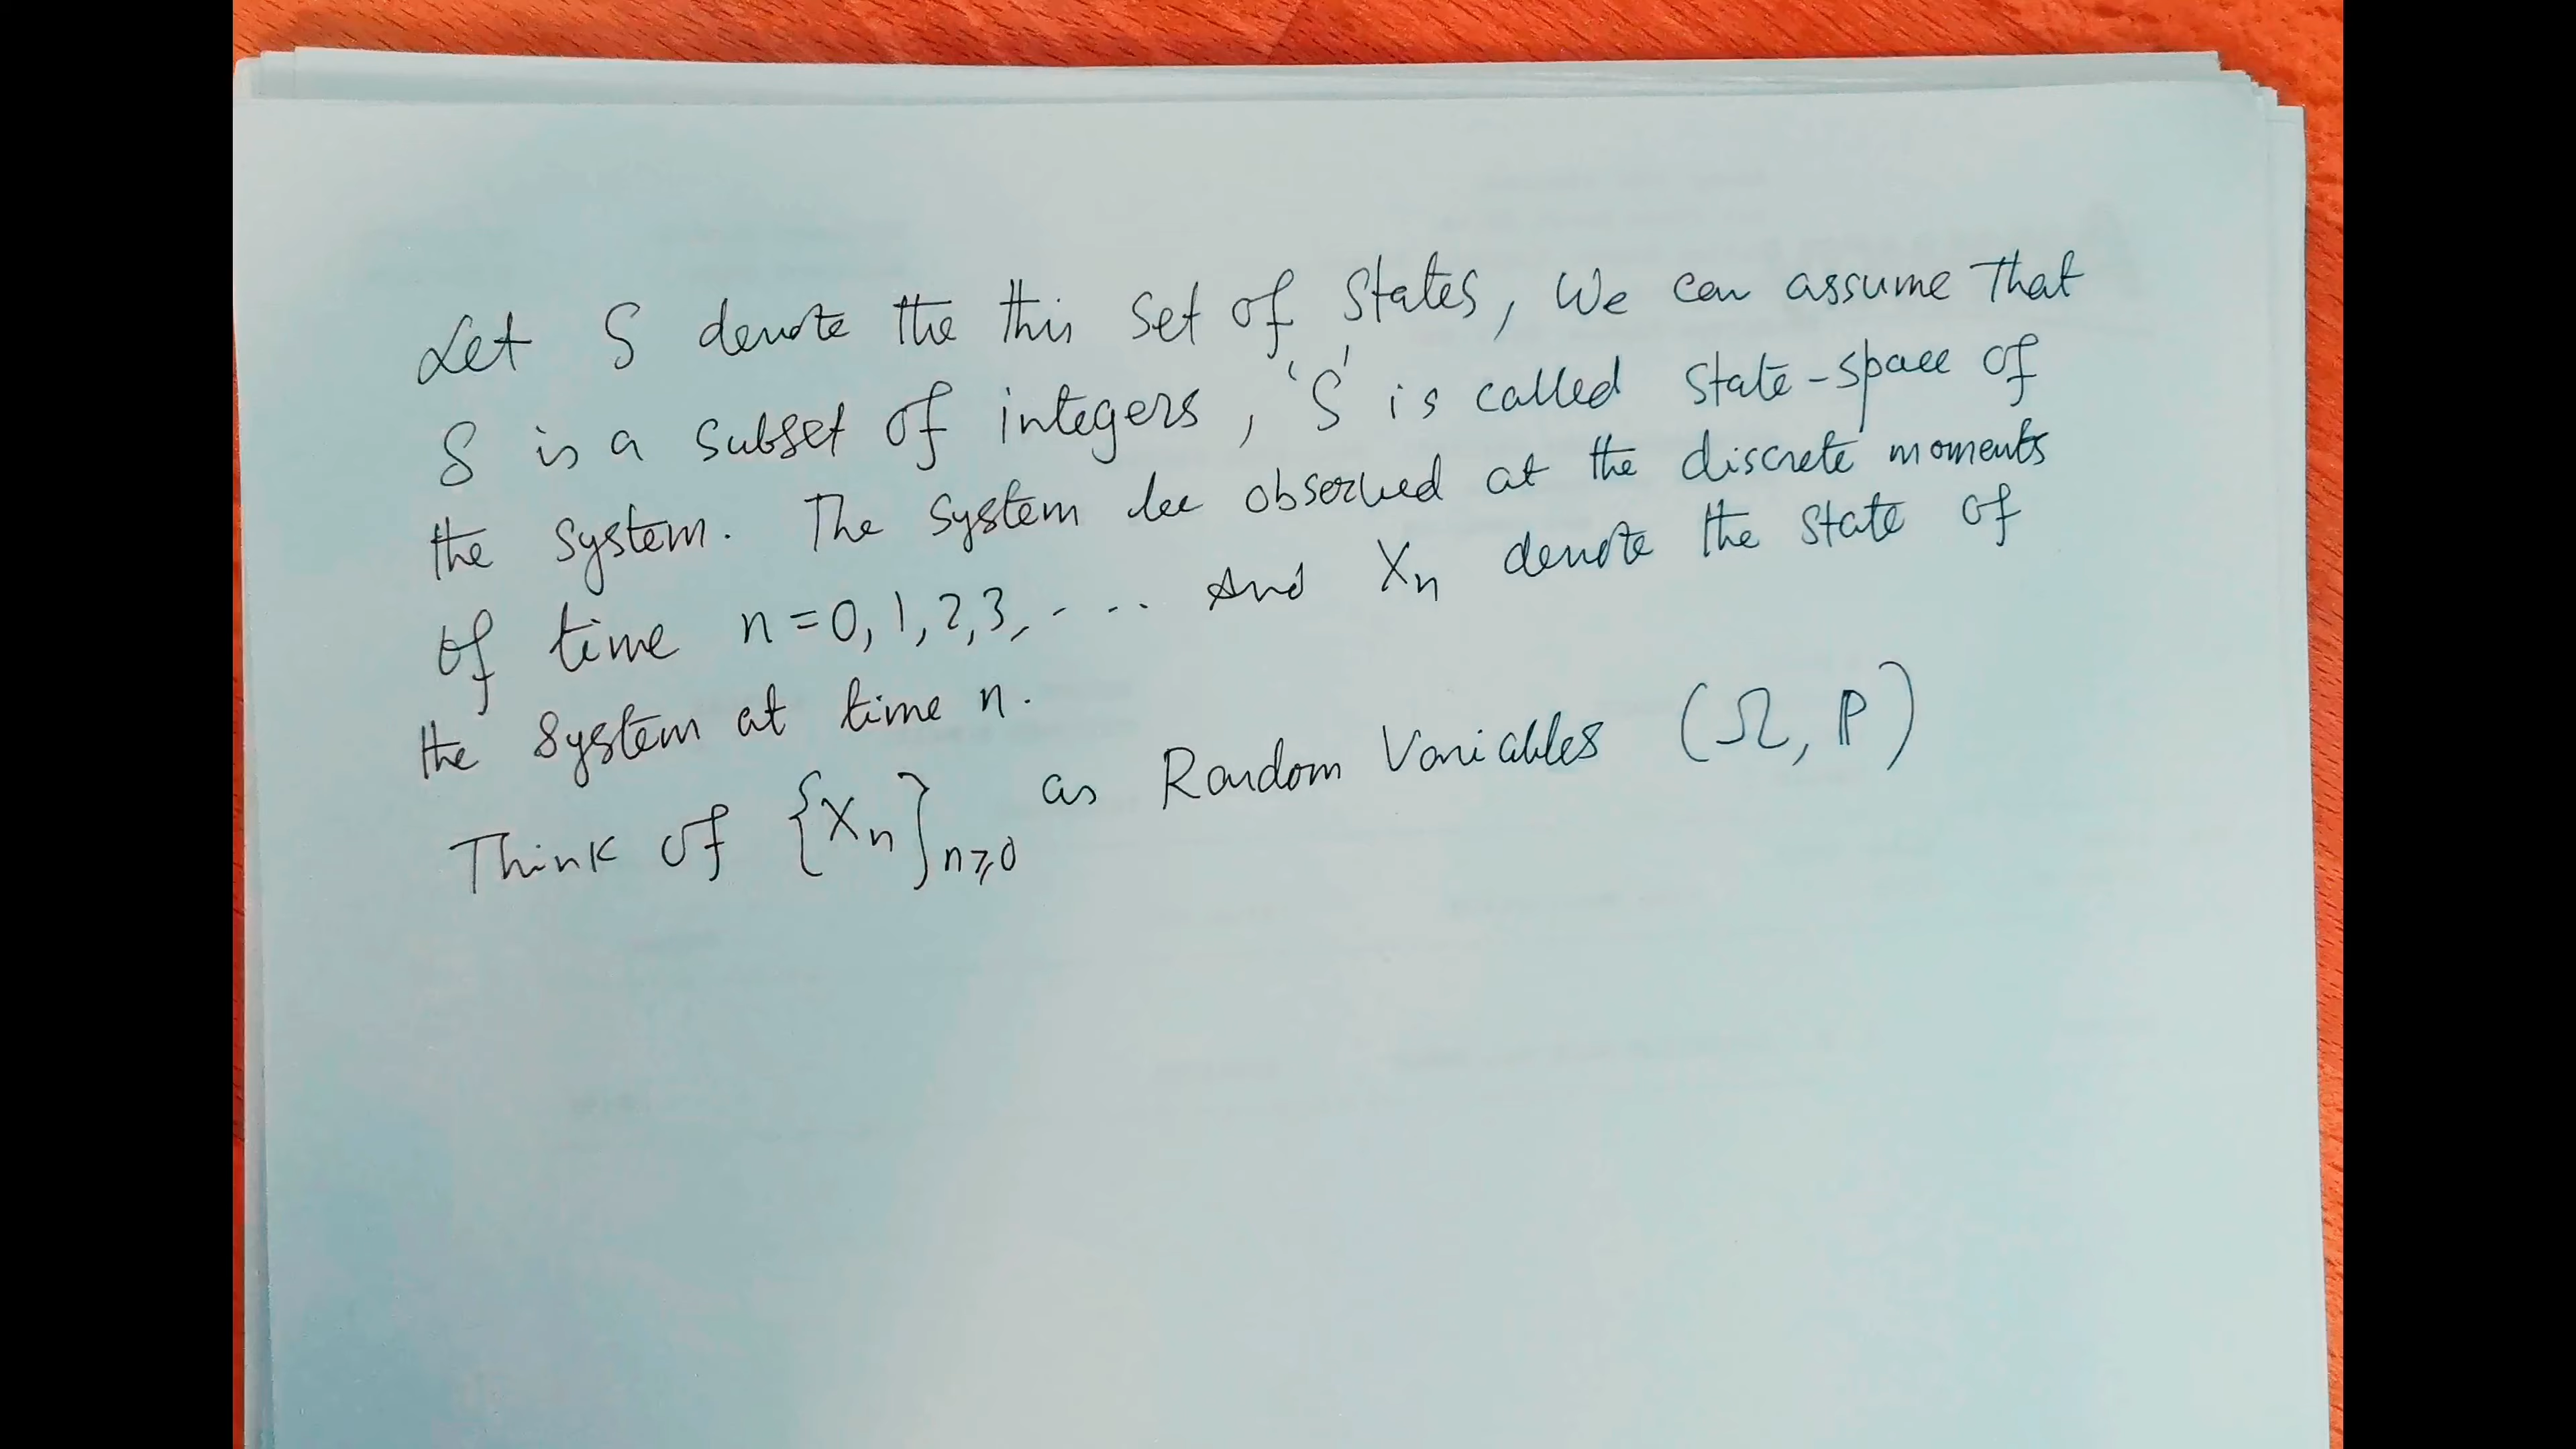 Let S denote the this set of states, We can assume That
S is a subset of integers, 'S' is called state-space of
the system. The system be observed at the discrete moments
of time n = 0, 1, 2, 3, .... And Xn denote the state of
the system at time n.
Think of {Xn}n≥0 as Random Variables (Ω, ℙ)